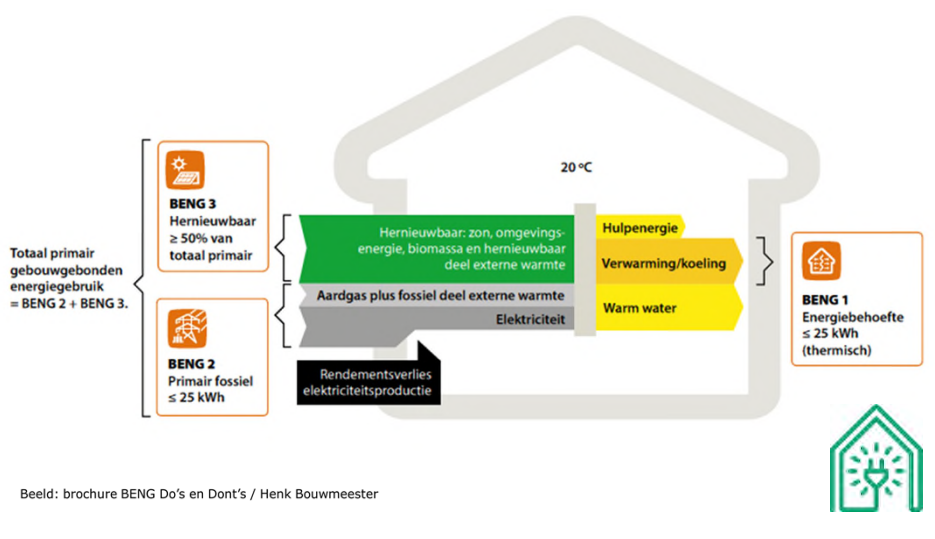 Totaal primair
gebouwgebonden
energiegebruik
= BENG 2 + BENG 3.
BENG 3
Hernieuwbaar
≥ 50% van
totaal primair
BENG 2
Primair fossiel
≤ 25 kWh
20 ºC
Hernieuwbaar: zon, omgevings-
energie, biomassa en hernieuwbaar
deel externe warmte
Aardgas plus fossiel deel externe warmte
Elektriciteit
Rendementsverlies
elektriciteitsproductie
Hulpenergie
Verwarming/koeling
Warm water
BENG 1
Energiebehoefte
≤ 25 kWh
(thermisch)
Beeld: brochure BENG Do’s en Dont’s / Henk Bouwmeester